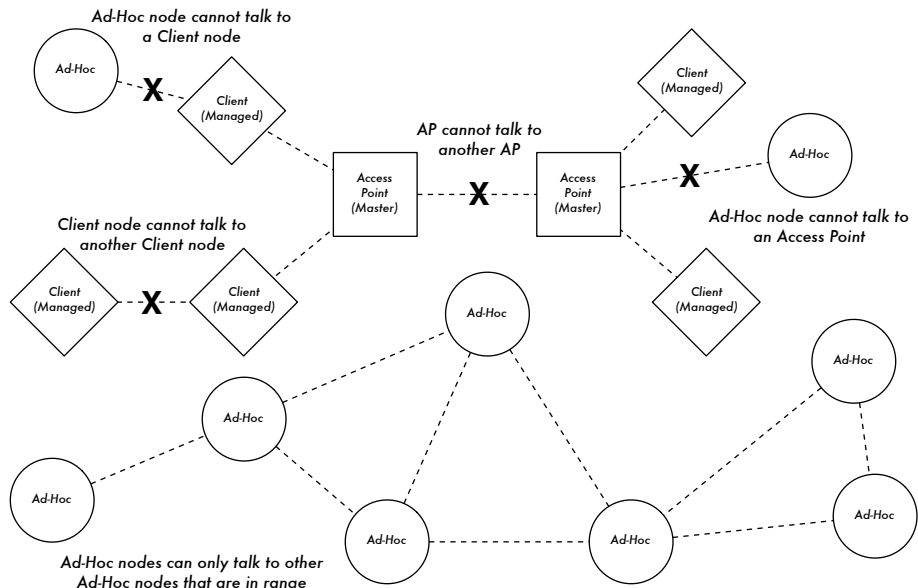 Ad-Hoc node cannot talk to
a Client node
Ad-Hoc
X
Client
(Managed)
Client
(Managed)
AP cannot talk to
another AP
Access
Point
(Master)
X
Access
Point
(Master)
X
Ad-Hoc
Ad-Hoc node cannot talk to
an Access Point
Client node cannot talk to
another Client node
Client
(Managed)
X
Client
(Managed)
Client
(Managed)
Ad-Hoc
Ad-Hoc
Ad-Hoc
Ad-Hoc
Ad-Hoc
Ad-Hoc
Ad-Hoc
Ad-Hoc nodes can only talk to other
Ad-Hoc nodes that are in range